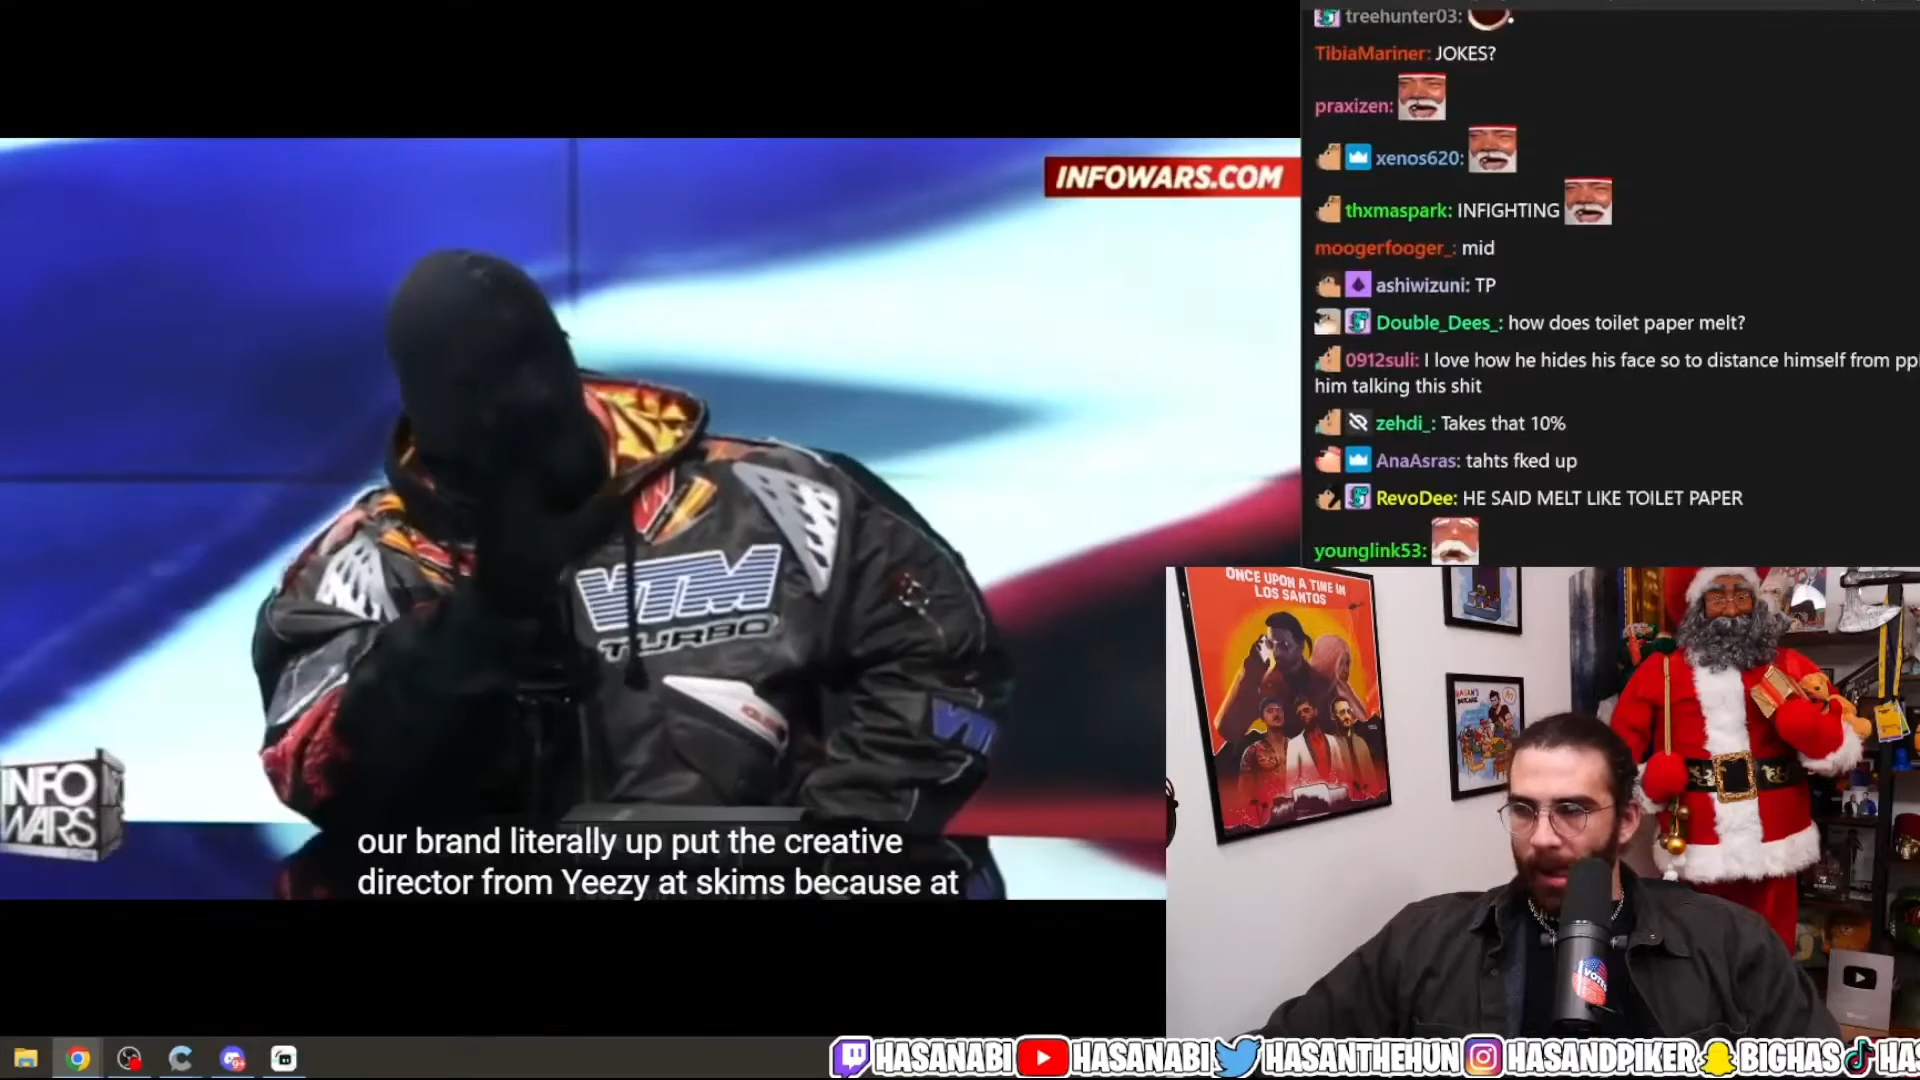 treehunter03:
TibiaMariner: JOKES?
praxizen:
xenos620:
thxmaspark: INFIGHTING
moogerfooger_: mid
ashiwizuni: TP
Double_Dees_: how does toilet paper melt?
0912suli: I love how he hides his face so to distance himself from pp
him talking this shit
zehdi_: Takes that 10%
AnaAsras: tahts fked up
RevoDee: HE SAID MELT LIKE TOILET PAPER
younglink53:
INFOWARS.COM
VTM
TURBO
INFO
WARS
our brand literally up put the creative
director from Yeezy at skims because at
ONCE UPON A TIME IN
LOS SANTOS
VOTE
HASANABI HASANABI HASANTHEHUN HASANDPIKER BIGHAS HAS